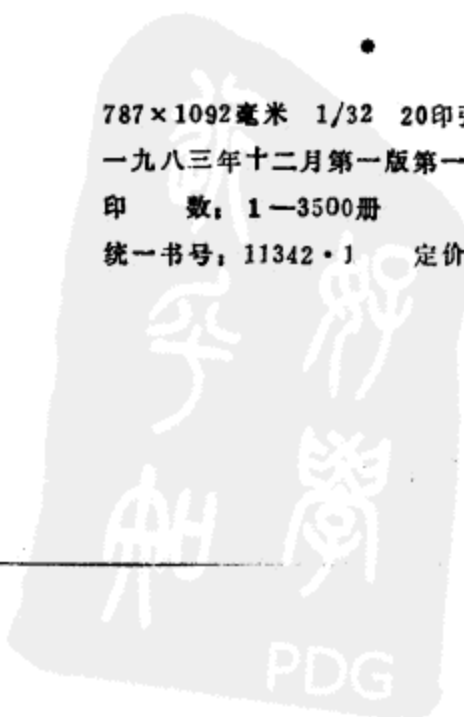 787×1092毫米 1/32 20印
一九八三年十二月第一版第一
印 数：1—3500册
统一书号：11342·1 定价
好學
PDG